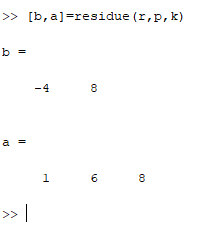 >> [b,a]=residue(r,p,k)
b =
-4 8
a =
1 6 8
>>